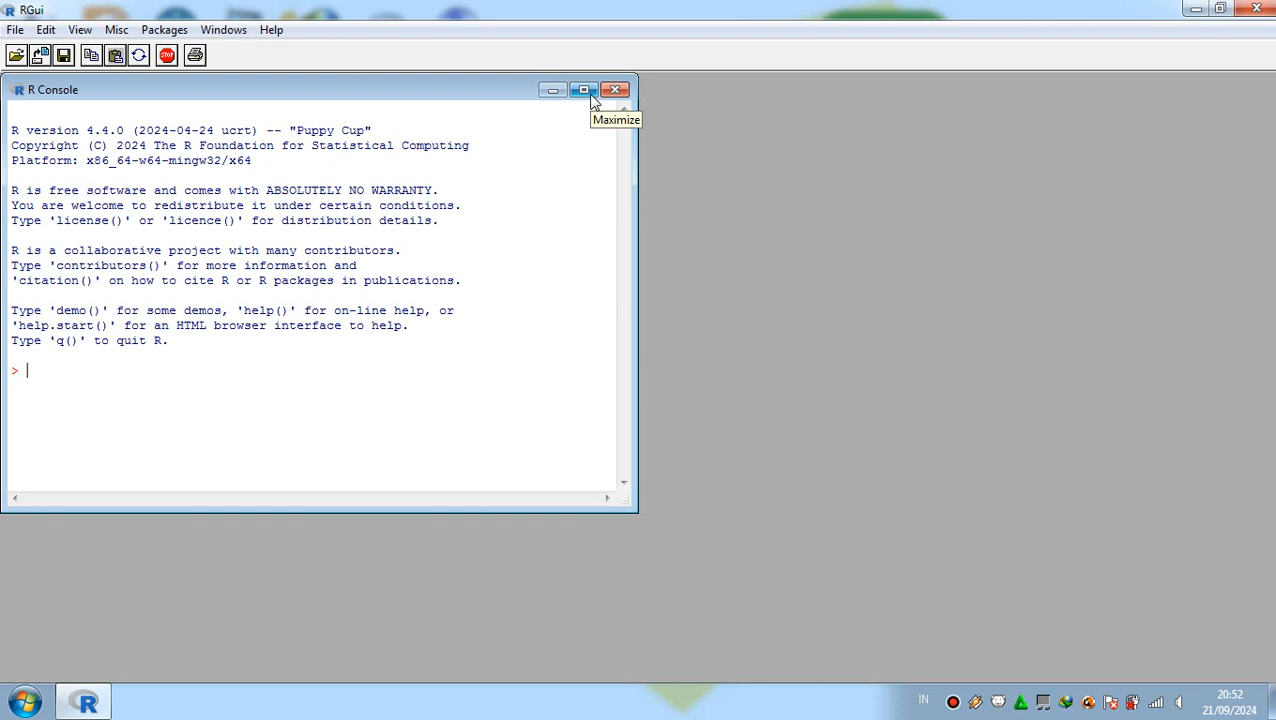 RGui
File Edit View Misc Packages Windows Help
STOP
R Console
Maximize
R version 4.4.0 (2024-04-24 ucrt) -- "Puppy Cup"
Copyright (C) 2024 The R Foundation for Statistical Computing
Platform: x86_64-w64-mingw32/x64
R is free software and comes with ABSOLUTELY NO WARRANTY.
You are welcome to redistribute it under certain conditions.
Type 'license()' or 'licence()' for distribution details.
R is a collaborative project with many contributors.
Type 'contributors()' for more information and
'citation()' on how to cite R or R packages in publications.
Type 'demo()' for some demos, 'help()' for on-line help, or
'help.start()' for an HTML browser interface to help.
Type 'q()' to quit R.
>
IN
20:52
21/09/2024